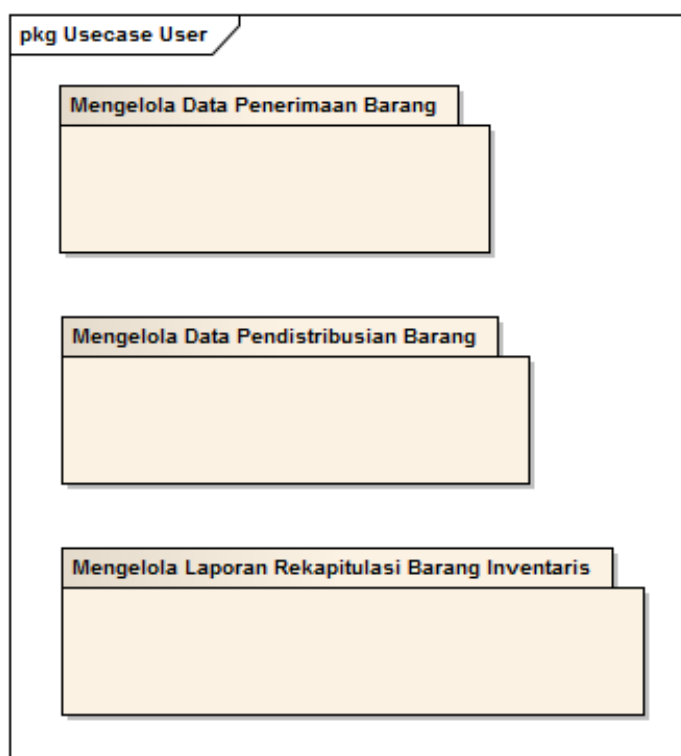 pkg Usecase User
Mengelola Data Penerimaan Barang
Mengelola Data Pendistribusian Barang
Mengelola Laporan Rekapitulasi Barang Inventaris